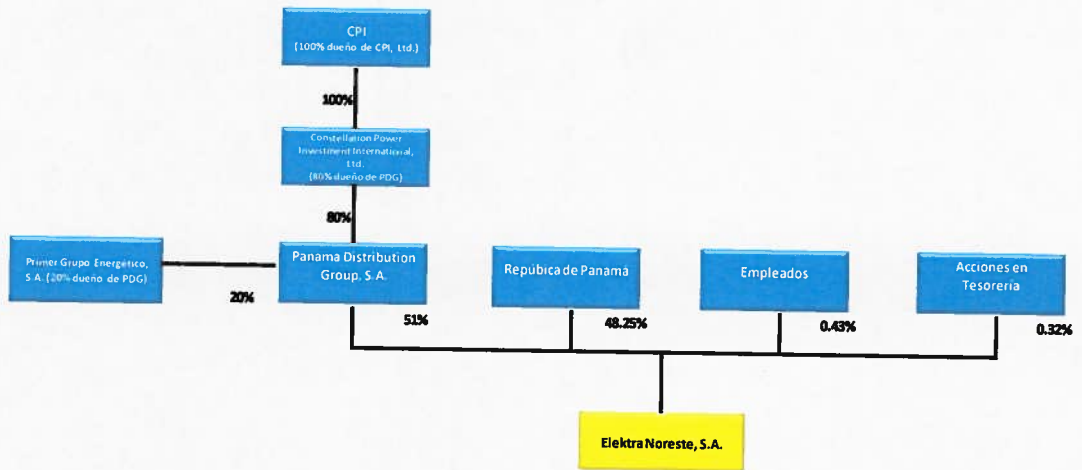 CPI
(100% dueño de CPI, Ltd.)
100%
Constellation Power
Investment International,
Ltd.
(80% dueño de PDG)
80%
Primer Grupo Energético,
S.A. (20% dueño de PDG)
20%
Panama Distribution
Group, S.A.
51%
Repúbica de Panamá
48.25%
Empleados
0.43%
Acciones en
Tesorería
0.32%
Elektra Noreste, S.A.